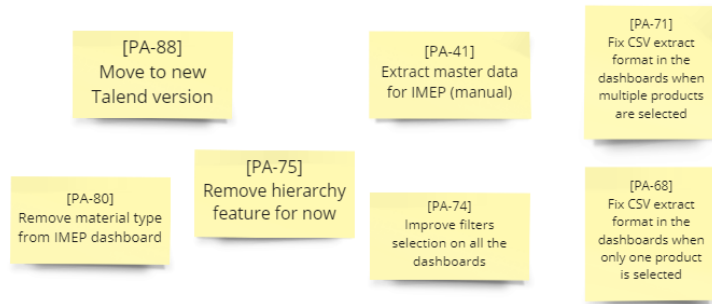 [PA-88]
Move to new
Talend version
[PA-41]
Extract master data
for IMEP (manual)
[PA-71]
Fix CSV extract
format in the
dashboards when
multiple products
are selected
[PA-80]
Remove material type
from IMEP dashboard
[PA-75]
Remove hierarchy
feature for now
[PA-74]
Improve filters
selection on all the
dashboards
[PA-68]
Fix CSV extract
format in the
dashboards when
only one product
is selected